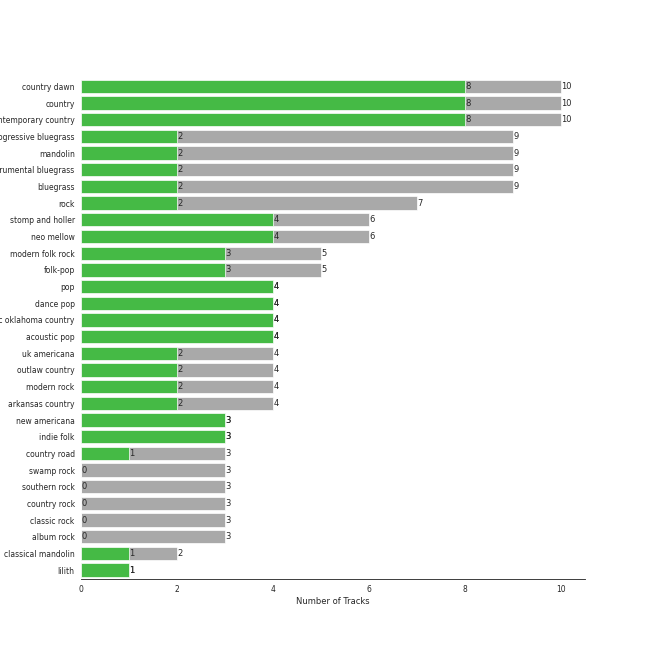 country dawn 8 10
country 8 10
ntemporary country 8 10
ogressive bluegrass 2 9
mandolin 2 9
rumental bluegrass 2 9
bluegrass 2 9
rock 2 7
stomp and holler 4 6
neo mellow 4 6
modern folk rock 3 5
folk-pop 3 5
pop 4
dance pop 4
c oklahoma country 4
acoustic pop 4
uk americana 2 4
outlaw country 2 4
modern rock 2 4
arkansas country 2 4
new americana 3
indie folk 3
country road 1 3
swamp rock 0 3
southern rock 0 3
country rock 0 3
classic rock 0 3
album rock 0 3
classical mandolin 1 2
lilith 1
0 2 4 6 8 10
Number of Tracks